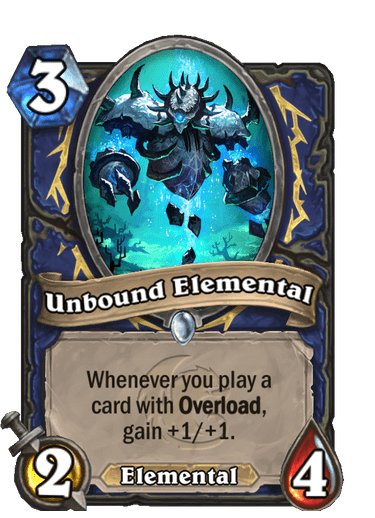 3
Unbound Elemental
Whenever you play a
card with Overload,
gain +1/+1.
2
Elemental
4